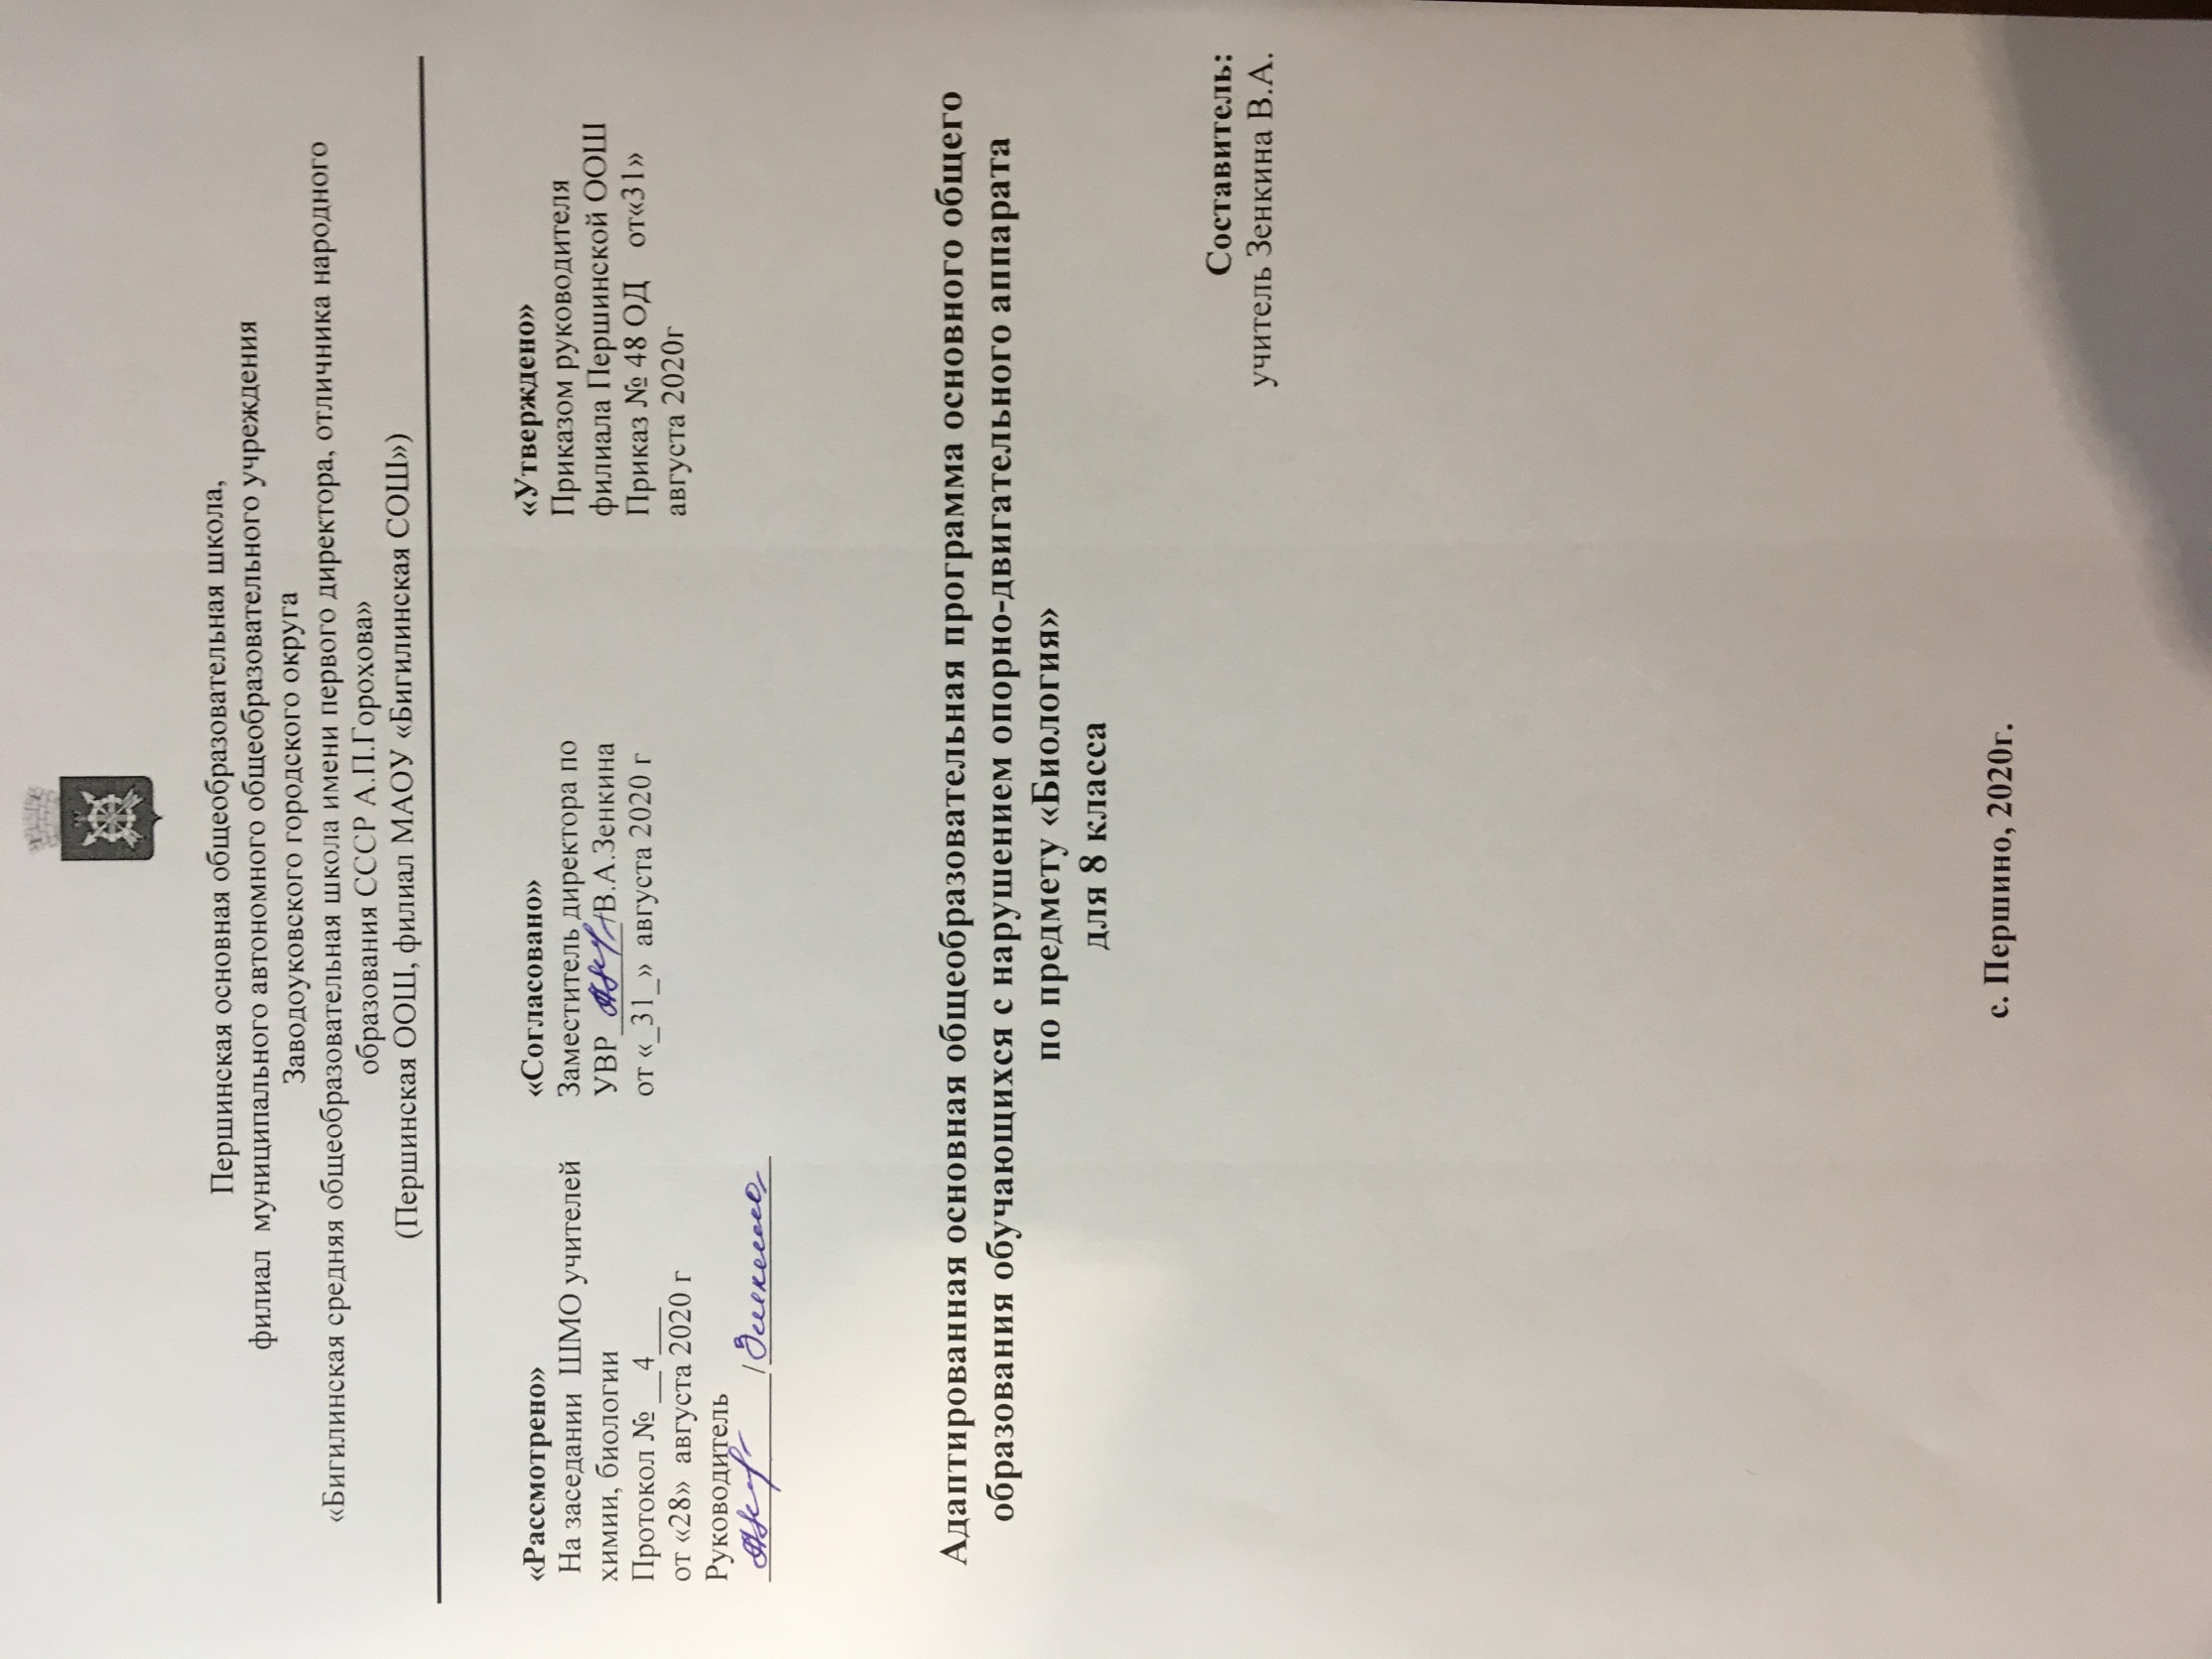 Першинская основная общеобразовательная школа,
филиал муниципального автономного общеобразовательного учреждения
Заводоуковского городского округа
«Бигилинская средняя общеобразовательная школа имени первого директора, отличника народного
образования СССР А.П.Горохова»
(Першинская ООШ, филиал МАОУ «Бигилинская СОШ»)
«Рассмотрено»
На заседании ШМО учителей
химии, биологии
Протокол №__4___
от «28» августа 2020 г
Руководитель
«Согласовано»
Заместитель директора по
УВР /В.А.Зенкина
от «_31_» августа 2020 г
«Утверждено»
Приказом руководителя
филиала Першинской ООШ
Приказ № 48 ОД от«31»
августа 2020г
Адаптированная основная общеобразовательная программа основного общего
образования обучающихся с нарушением опорно-двигательного аппарата
по предмету «Биология»
для 8 класса
Составитель:
учитель Зенкина В.А.
с. Першино, 2020г.